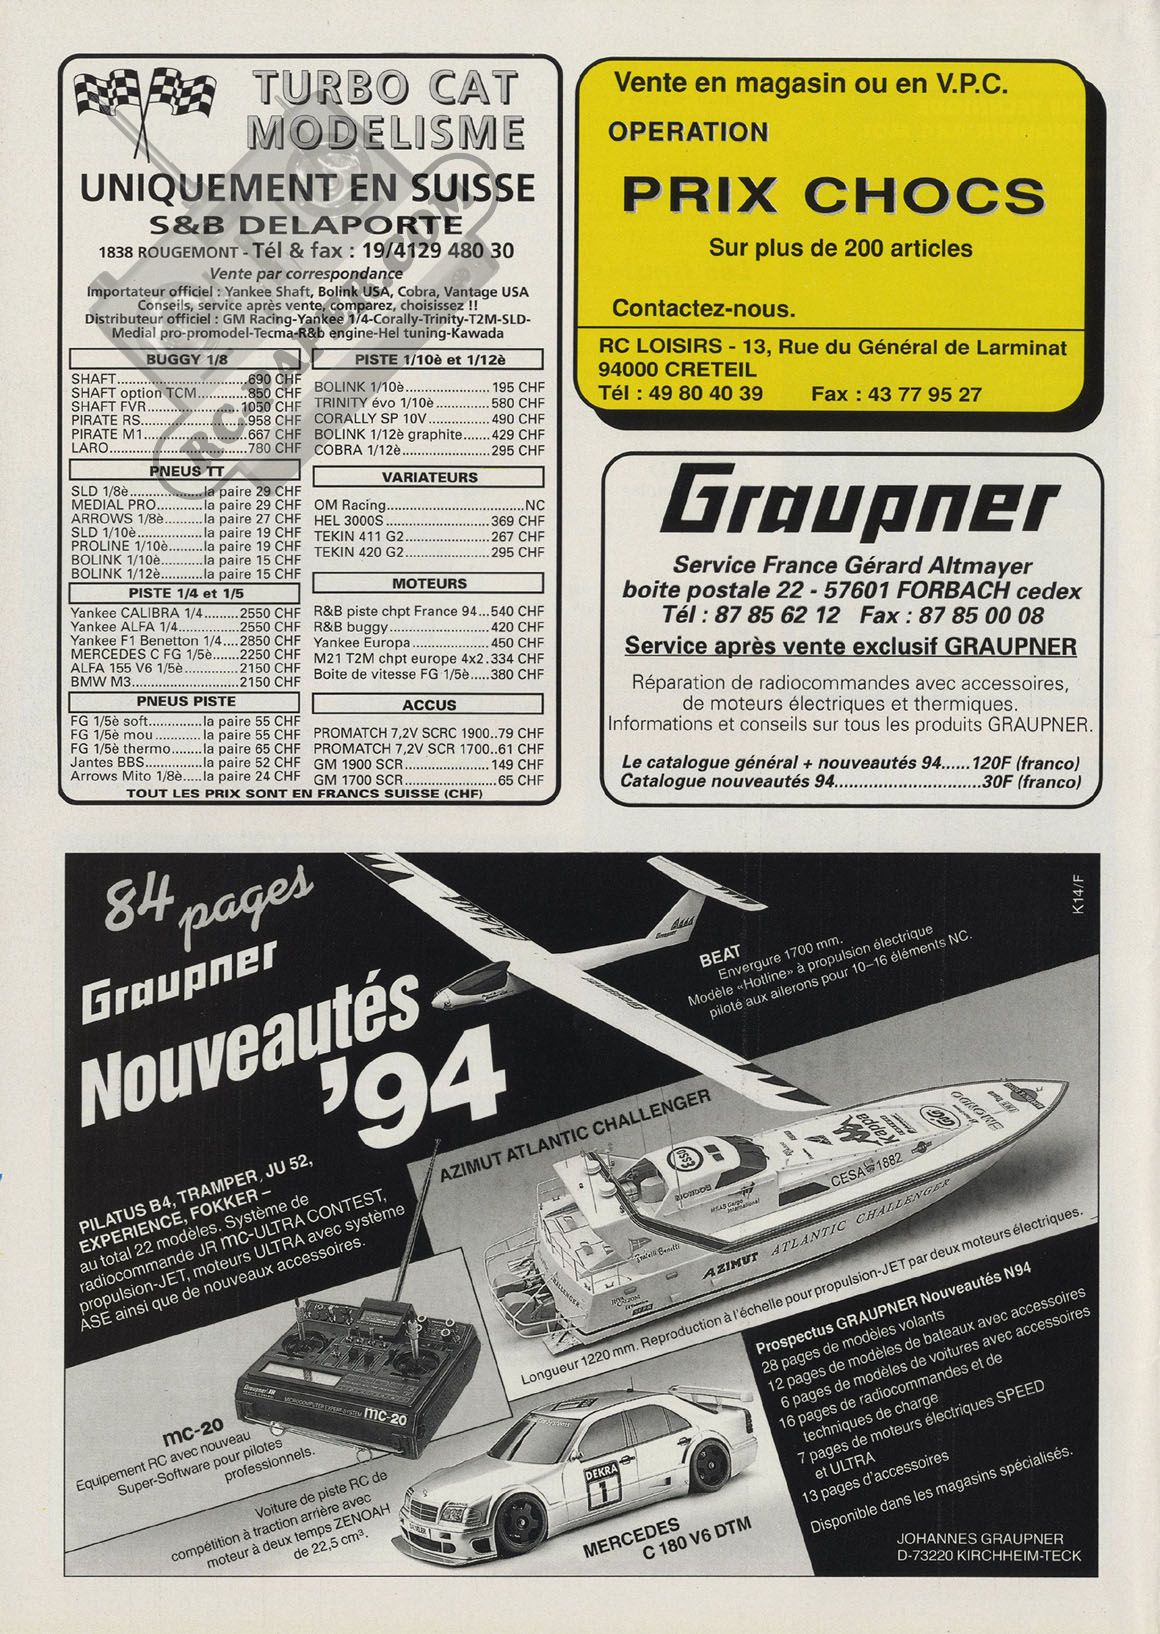 TURBO CAT
MODELISME
UNIQUEMENT EN SUISSE
S&B DELAPORTE
1838 ROUGEMONT - Tél & fax : 19/4129 480 30
Vente par correspondance
Importateur officiel : Yankee Shaft, Bolink USA, Cobra, Vantage USA
Conseils, service après vente, comparez, choisissez !!
Distributeur officiel : GM Racing-Yankee 1/4-Corally-Trinity-T2M-SLD-
Medial pro-promodel-Tecma-R&b engine-Hel tuning-Kawada
BUGGY 1/8
SHAFT..........690 CHF
SHAFT option TCM..........850 CHF
SHAFT FVR..........1050 CHF
PIRATE RS..........958 CHF
PIRATE M1..........667 CHF
LARO..........780 CHF
PNEUS TT
SLD 1/8è..........la paire 29 CHF
MEDIAL PRO..........la paire 29 CHF
ARROWS 1/8è..........la paire 27 CHF
SLD 1/10è..........la paire 19 CHF
PROLINE 1/10è..........la paire 19 CHF
BOLINK 1/10è..........la paire 15 CHF
BOLINK 1/12è..........la paire 15 CHF
PISTE 1/4 et 1/5
Yankee CALIBRA 1/4..........2550 CHF
Yankee ALFA 1/4..........2550 CHF
Yankee F1 Benetton 1/4...2850 CHF
MERCEDES C FG 1/5è......2250 CHF
ALFA 155 V6 1/5è..........2150 CHF
BMW M3..........2150 CHF
PNEUS PISTE
FG 1/5è soft..........la paire 55 CHF
FG 1/5è mou..........la paire 55 CHF
FG 1/5è thermo........la paire 65 CHF
Jantes BBS..........la paire 52 CHF
Arrows Mito 1/8è.....la paire 24 CHF
PISTE 1/10è et 1/12è
BOLINK 1/10è..........195 CHF
TRINITY évo 1/10è..........580 CHF
CORALLY SP 10V..........490 CHF
BOLINK 1/12è graphite......429 CHF
COBRA 1/12è..........295 CHF
VARIATEURS
OM Racing..........NC
HEL 3000S..........369 CHF
TEKIN 411 G2..........267 CHF
TEKIN 420 G2..........295 CHF
MOTEURS
R&B piste chpt France 94...540 CHF
R&B buggy..........420 CHF
Yankee Europa..........450 CHF
M21 T2M chpt europe 4x2.334 CHF
Boite de vitesse FG 1/5è.....380 CHF
ACCUS
PROMATCH 7,2V SCRC 1900..79 CHF
PROMATCH 7,2V SCR 1700..61 CHF
GM 1900 SCR..........149 CHF
GM 1700 SCR..........65 CHF
TOUT LES PRIX SONT EN FRANCS SUISSE (CHF)
RCPAPER.COM
Vente en magasin ou en V.P.C.
OPERATION
PRIX CHOCS
Sur plus de 200 articles
Contactez-nous.
RC LOISIRS - 13, Rue du Général de Larminat
94000 CRETEIL
Tél : 49 80 40 39 Fax : 43 77 95 27
Graupner
Service France Gérard Altmayer
boite postale 22 - 57601 FORBACH cedex
Tél : 87 85 62 12 Fax : 87 85 00 08
Service après vente exclusif GRAUPNER
Réparation de radiocommandes avec accessoires,
de moteurs électriques et thermiques.
Informations et conseils sur tous les produits GRAUPNER.
Le catalogue général + nouveautés 94......120F (franco)
Catalogue nouveautés 94..........30F (franco)
84 pages
Graupner
Nouveautés
'94
K14/F
Graupner
BEAT
Envergure 1700 mm.
Modèle «Hotline» à propulsion électrique
piloté aux ailerons pour 10–16 éléments NC.
PILATUS B4, TRAMPER, JU 52,
EXPERIENCE, FOKKER –
au total 22 modèles. Système de
radiocommande JR mc-ULTRA CONTEST,
propulsion-JET, moteurs ULTRA avec système
ASE ainsi que de nouveaux accessoires.
AZIMUT ATLANTIC CHALLENGER
ESSO
Kappa
CESA 1882
AZIMUT ATLANTIC CHALLENGER
Fratelli Benetti
Longueur 1220 mm. Reproduction à l'échelle pour propulsion-JET par deux moteurs électriques.
Graupner JR
MICROCOMPUTER EXPERT-SYSTEM
mc-20
mc-20
Equipement RC avec nouveau
Super-Software pour pilotes
professionnels.
Voiture de piste RC de
compétition à traction arrière avec
moteur à deux temps ZENOAH
de 22,5 cm³.
DEKRA
1
MERCEDES
C 180 V6 DTM
Prospectus GRAUPNER Nouveautés N94
28 pages de modèles volants
12 pages de modèles de bateaux avec accessoires
6 pages de modèles de voitures avec accessoires
16 pages de radiocommandes et de
techniques de charge
7 pages de moteurs électriques SPEED
et ULTRA
13 pages d'accessoires
Disponible dans les magasins spécialisés.
JOHANNES GRAUPNER
D-73220 KIRCHHEIM-TECK